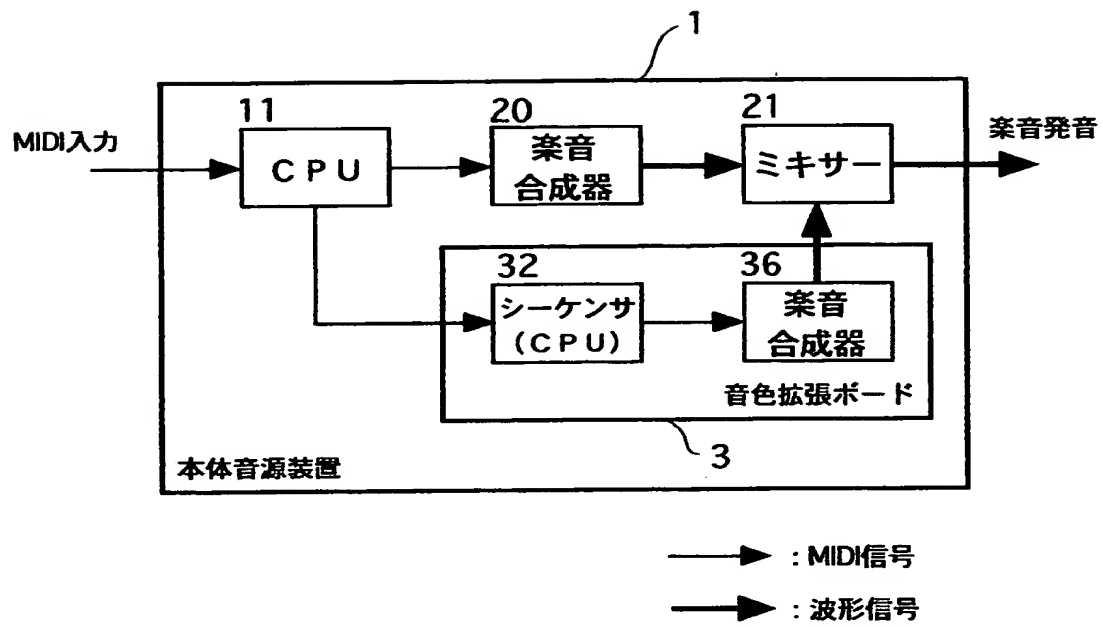 1
11
20
21
MIDI入力
CPU
楽音
合成器
ミキサー
楽音発音
32
36
シーケンサ
(CPU)
楽音
合成器
音色拡張ボード
3
本体音源装置
:MIDI信号
:波形信号